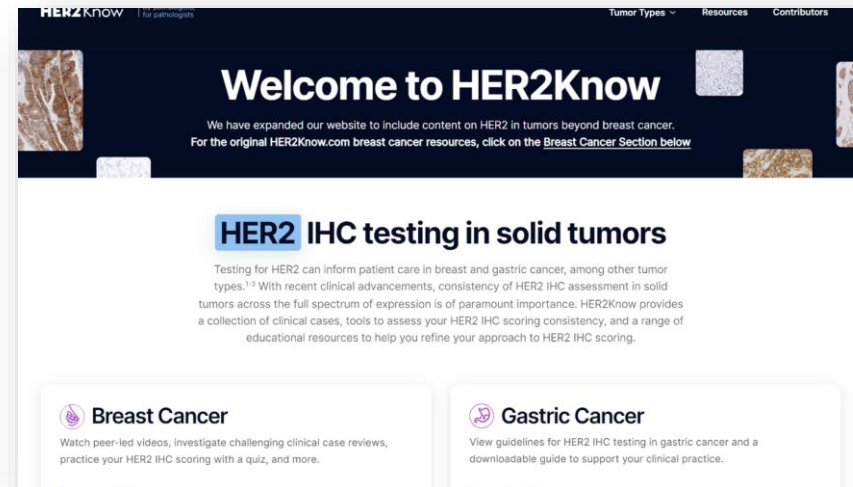 HER2Know
for pathologists
Tumor Types
Resources
Contributors
Welcome to HER2Know
We have expanded our website to include content on HER2 in tumors beyond breast cancer.
For the original HER2Know.com breast cancer resources, click on the Breast Cancer Section below
HER2 IHC testing in solid tumors
Testing for HER2 can inform patient care in breast and gastric cancer, among other tumor
types.¹⁻³ With recent clinical advancements, consistency of HER2 IHC assessment in solid
tumors across the full spectrum of expression is of paramount importance. HER2Know provides
a collection of clinical cases, tools to assess your HER2 IHC scoring consistency, and a range of
educational resources to help you refine your approach to HER2 IHC scoring.
Breast Cancer
Watch peer-led videos, investigate challenging clinical case reviews,
practice your HER2 IHC scoring with a quiz, and more.
Gastric Cancer
View guidelines for HER2 IHC testing in gastric cancer and a
downloadable guide to support your clinical practice.